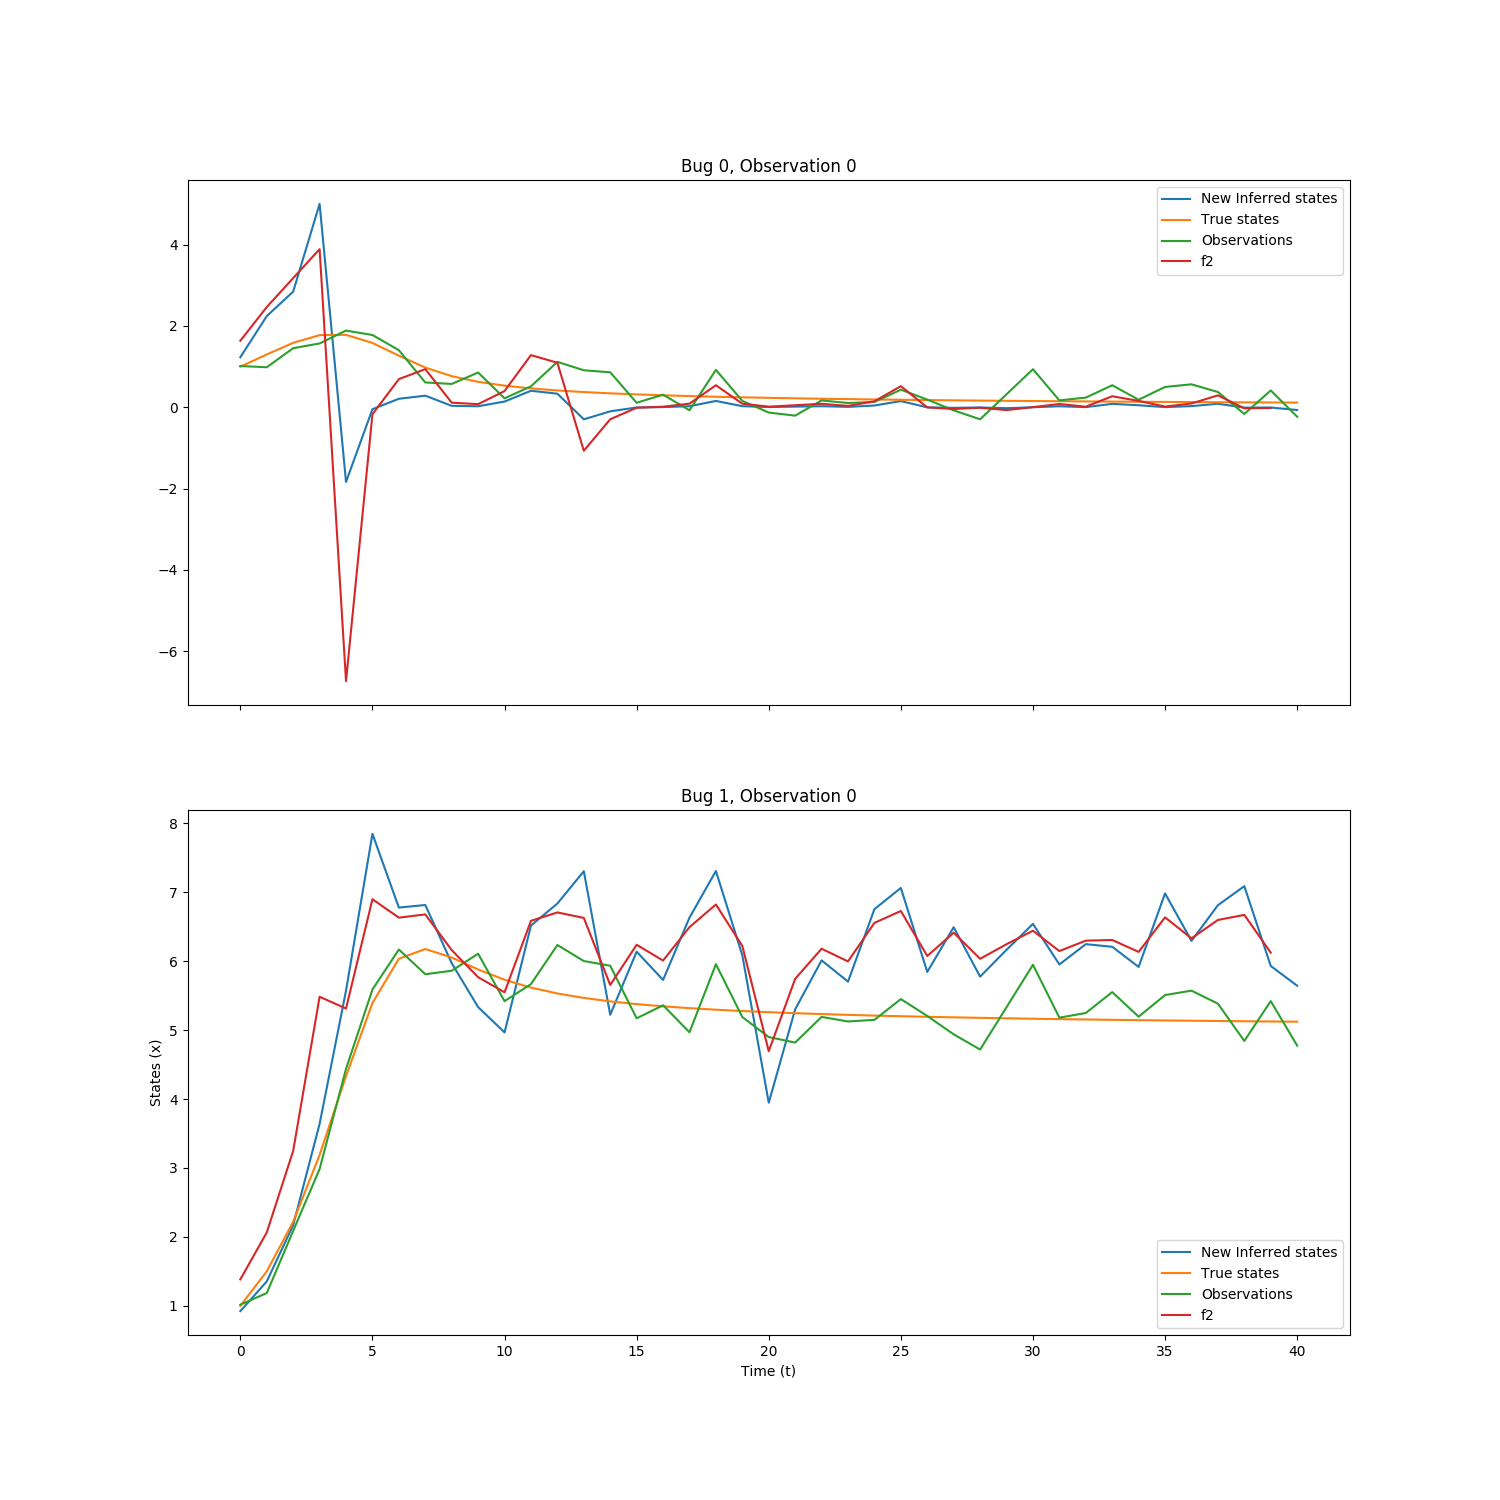 Bug 0, Observation 0
New Inferred states
True states
Observations
f2
4
2
0
−2
−4
−6
Bug 1, Observation 0
8
7
6
5
4
3
2
1
States (x)
New Inferred states
True states
Observations
f2
0 5 10 15 20 25 30 35 40
Time (t)